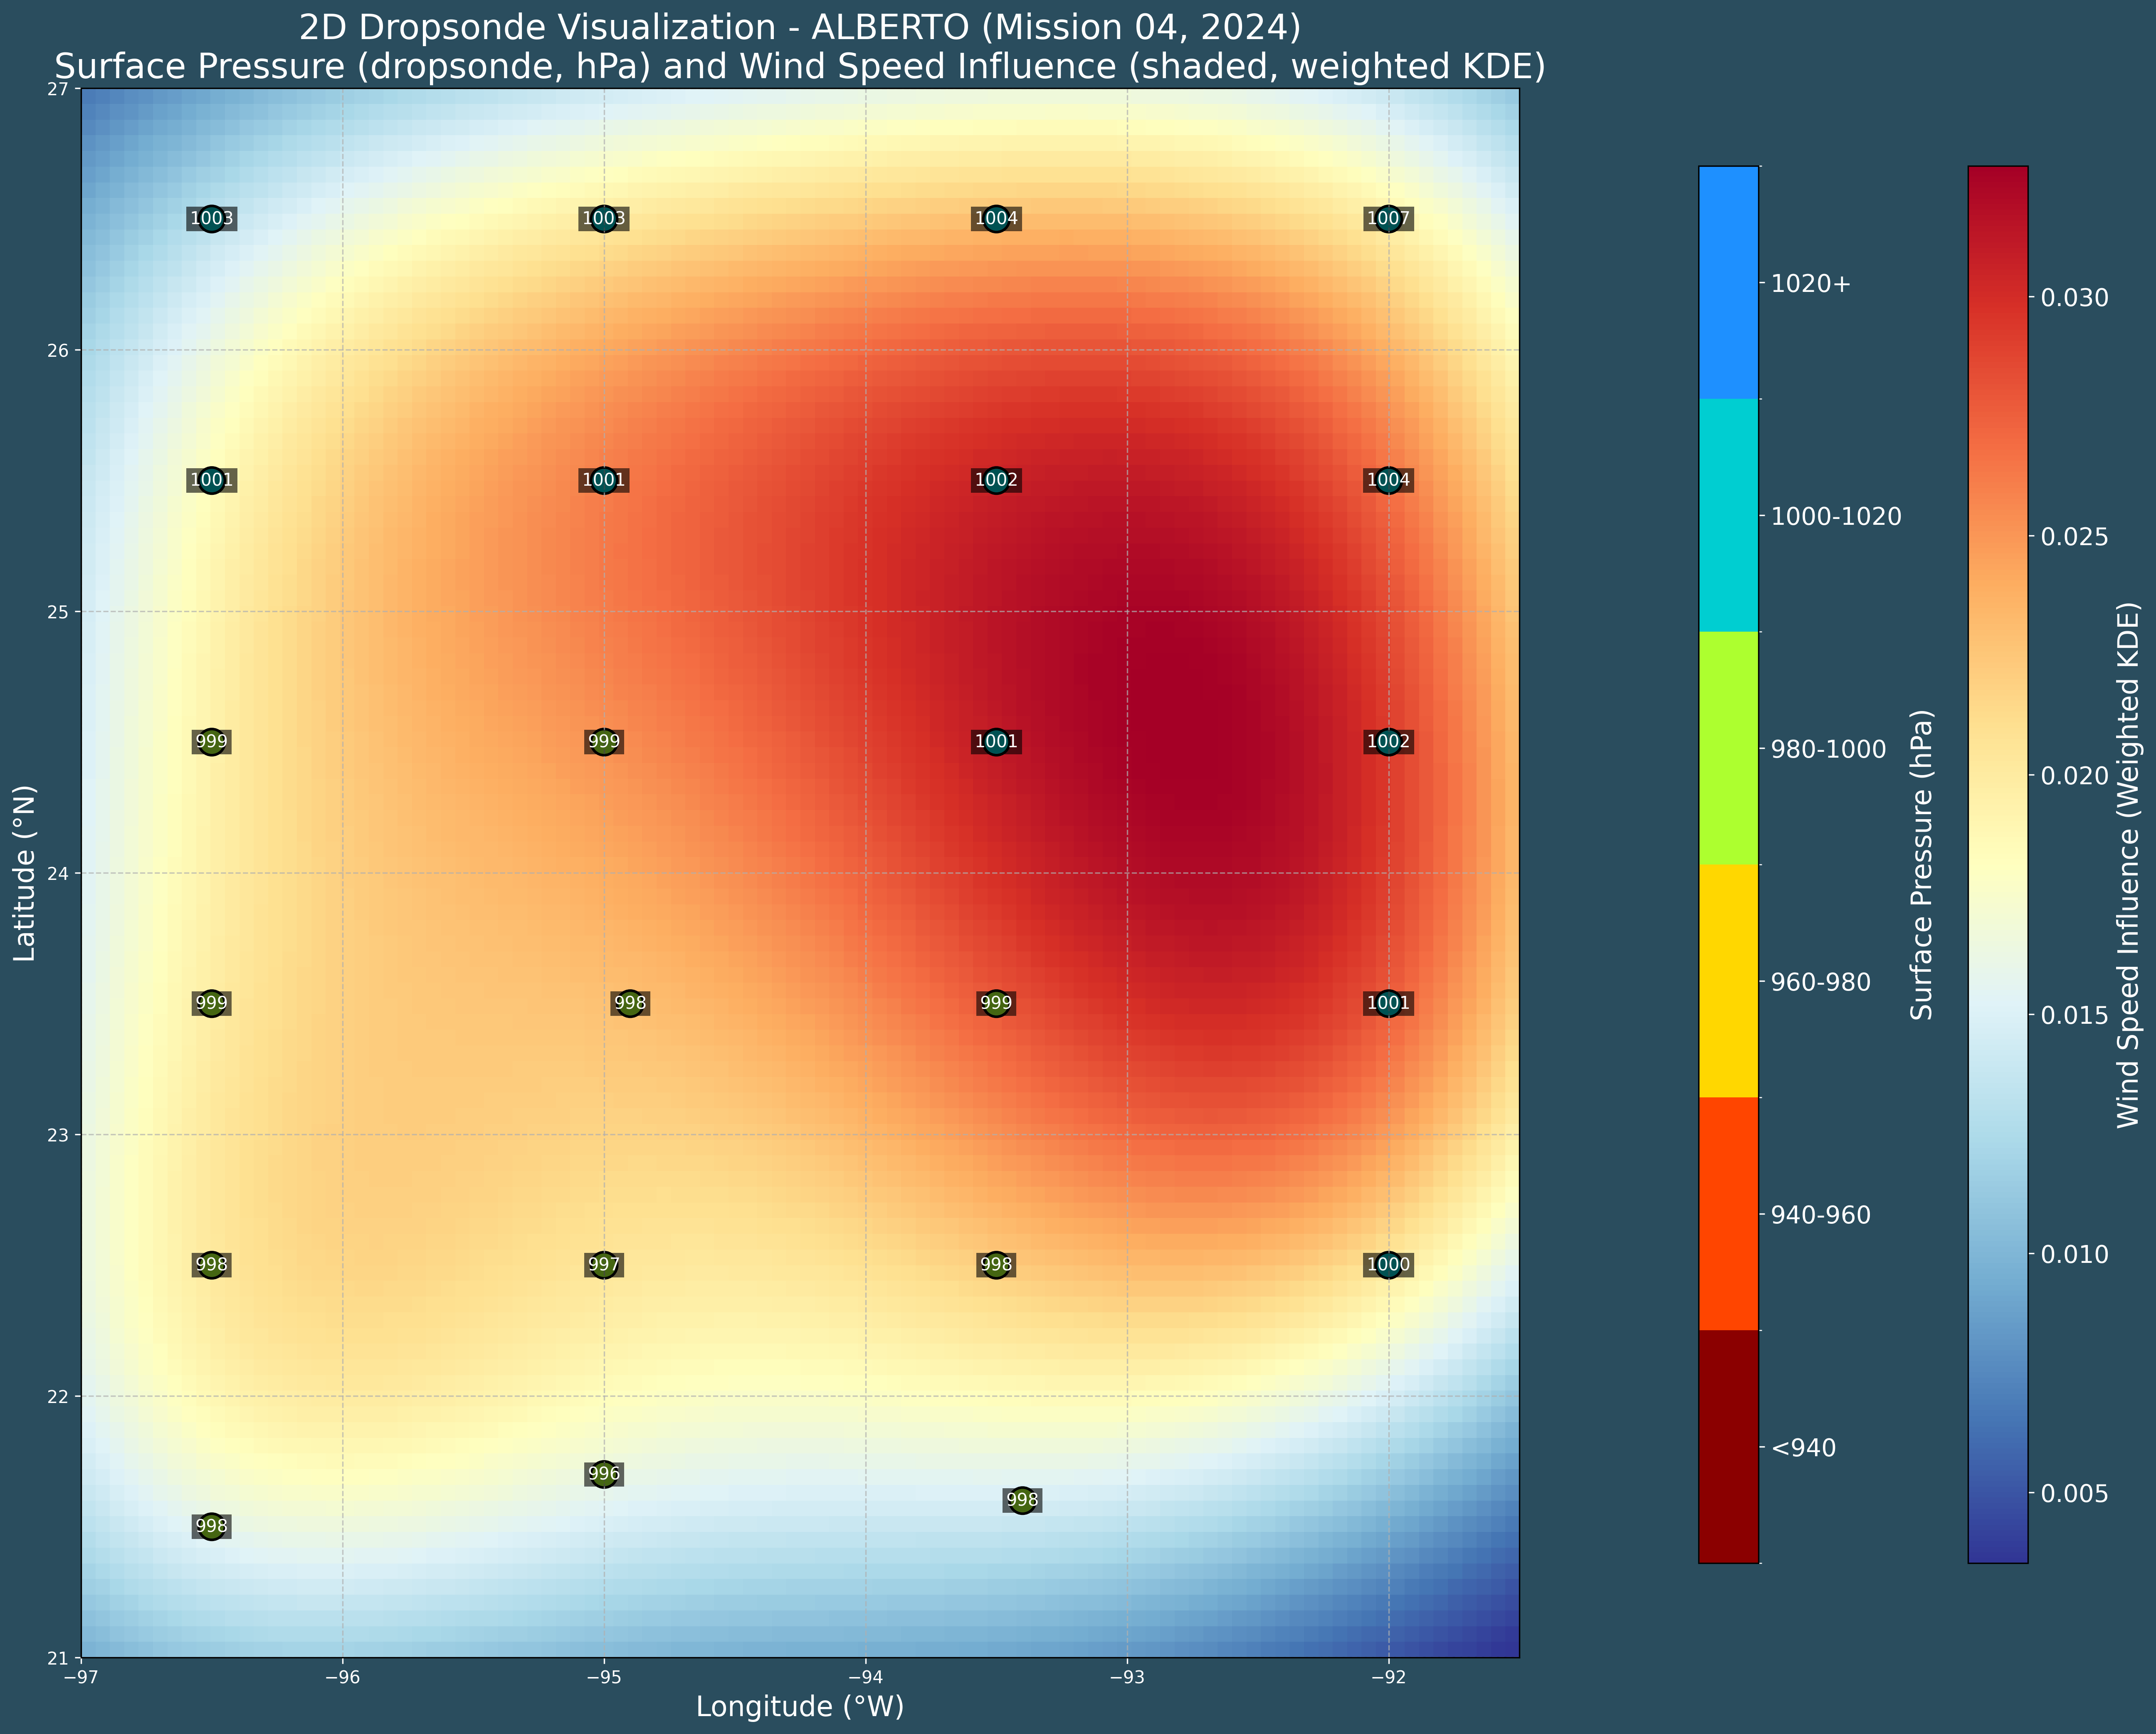 2D Dropsonde Visualization - ALBERTO (Mission 04, 2024)
Surface Pressure (dropsonde, hPa) and Wind Speed Influence (shaded, weighted KDE)
27
26
25
24
23
22
21
Latitude (°N)
1003 1003 1004 1007
1001 1001 1002 1004
999 999 1001 1002
999 998 999 1001
998 997 998 1000
996
998
998
−97 −96 −95 −94 −93 −92
Longitude (°W)
1020+
1000-1020
980-1000
960-980
940-960
<940
Surface Pressure (hPa)
0.030
0.025
0.020
0.015
0.010
0.005
Wind Speed Influence (Weighted KDE)